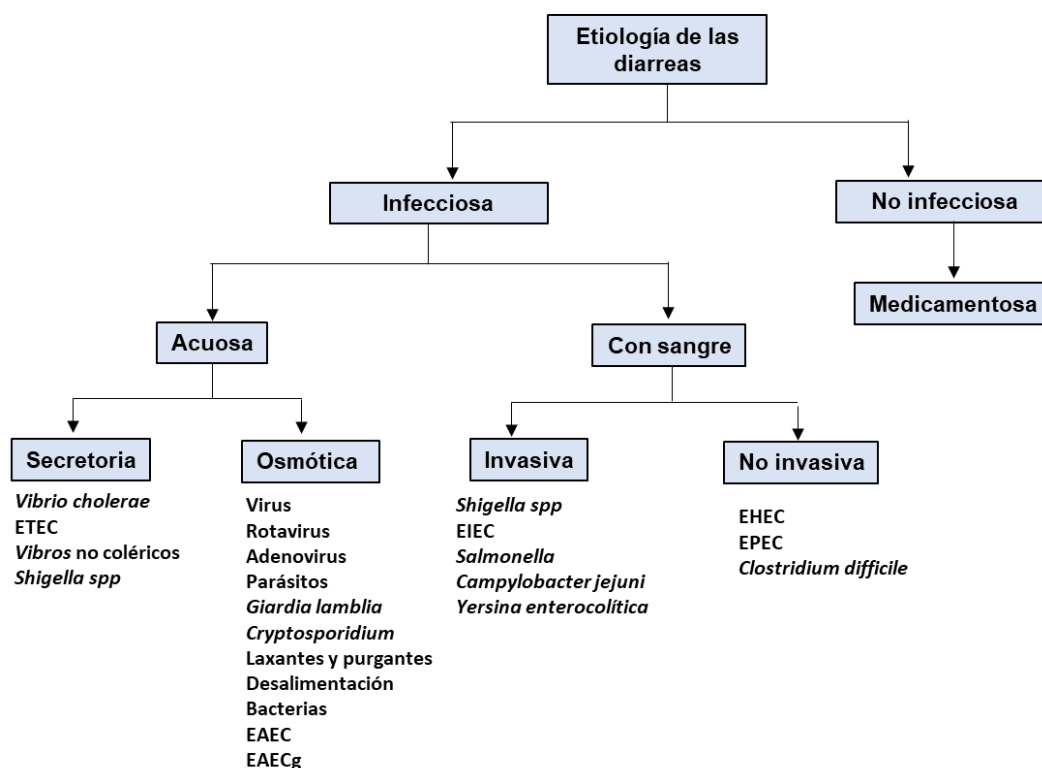 Etiología de las
diarreas
Infecciosa
No infecciosa
Medicamentosa
Acuosa
Con sangre
Secretoria
Vibrio cholerae
ETEC
Vibros no coléricos
Shigella spp
Osmótica
Virus
Rotavirus
Adenovirus
Parásitos
Giardia lamblia
Cryptosporidium
Laxantes y purgantes
Desalimentación
Bacterias
EAEC
EAECg
Invasiva
Shigella spp
EIEC
Salmonella
Campylobacter jejuni
Yersina enterocolítica
No invasiva
EHEC
EPEC
Clostridium difficile